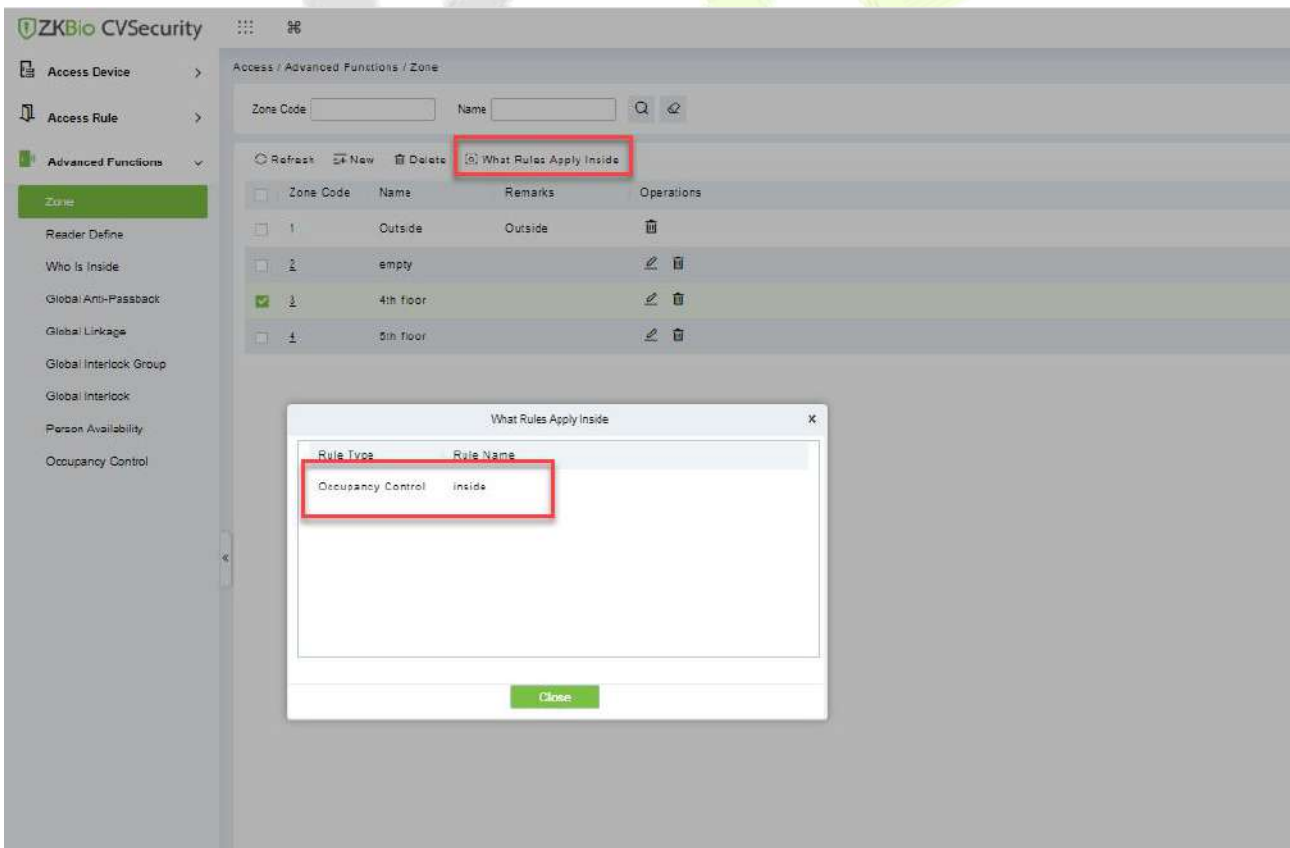 ZKBio CVSecurity
Access Device
Access Rule
Advanced Functions
Zone
Reader Define
Who Is Inside
Global Anti-Passback
Global Linkage
Global Interlock Group
Global Interlock
Person Availability
Occupancy Control
Access / Advanced Functions / Zone
Zone Code Name
Refresh New Delete What Rules Apply Inside
Zone Code Name Remarks Operations
1 Outside Outside
2 empty
3 4th floor
4 5th floor
What Rules Apply Inside x
Rule Type Rule Name
Occupancy Control inside
Close